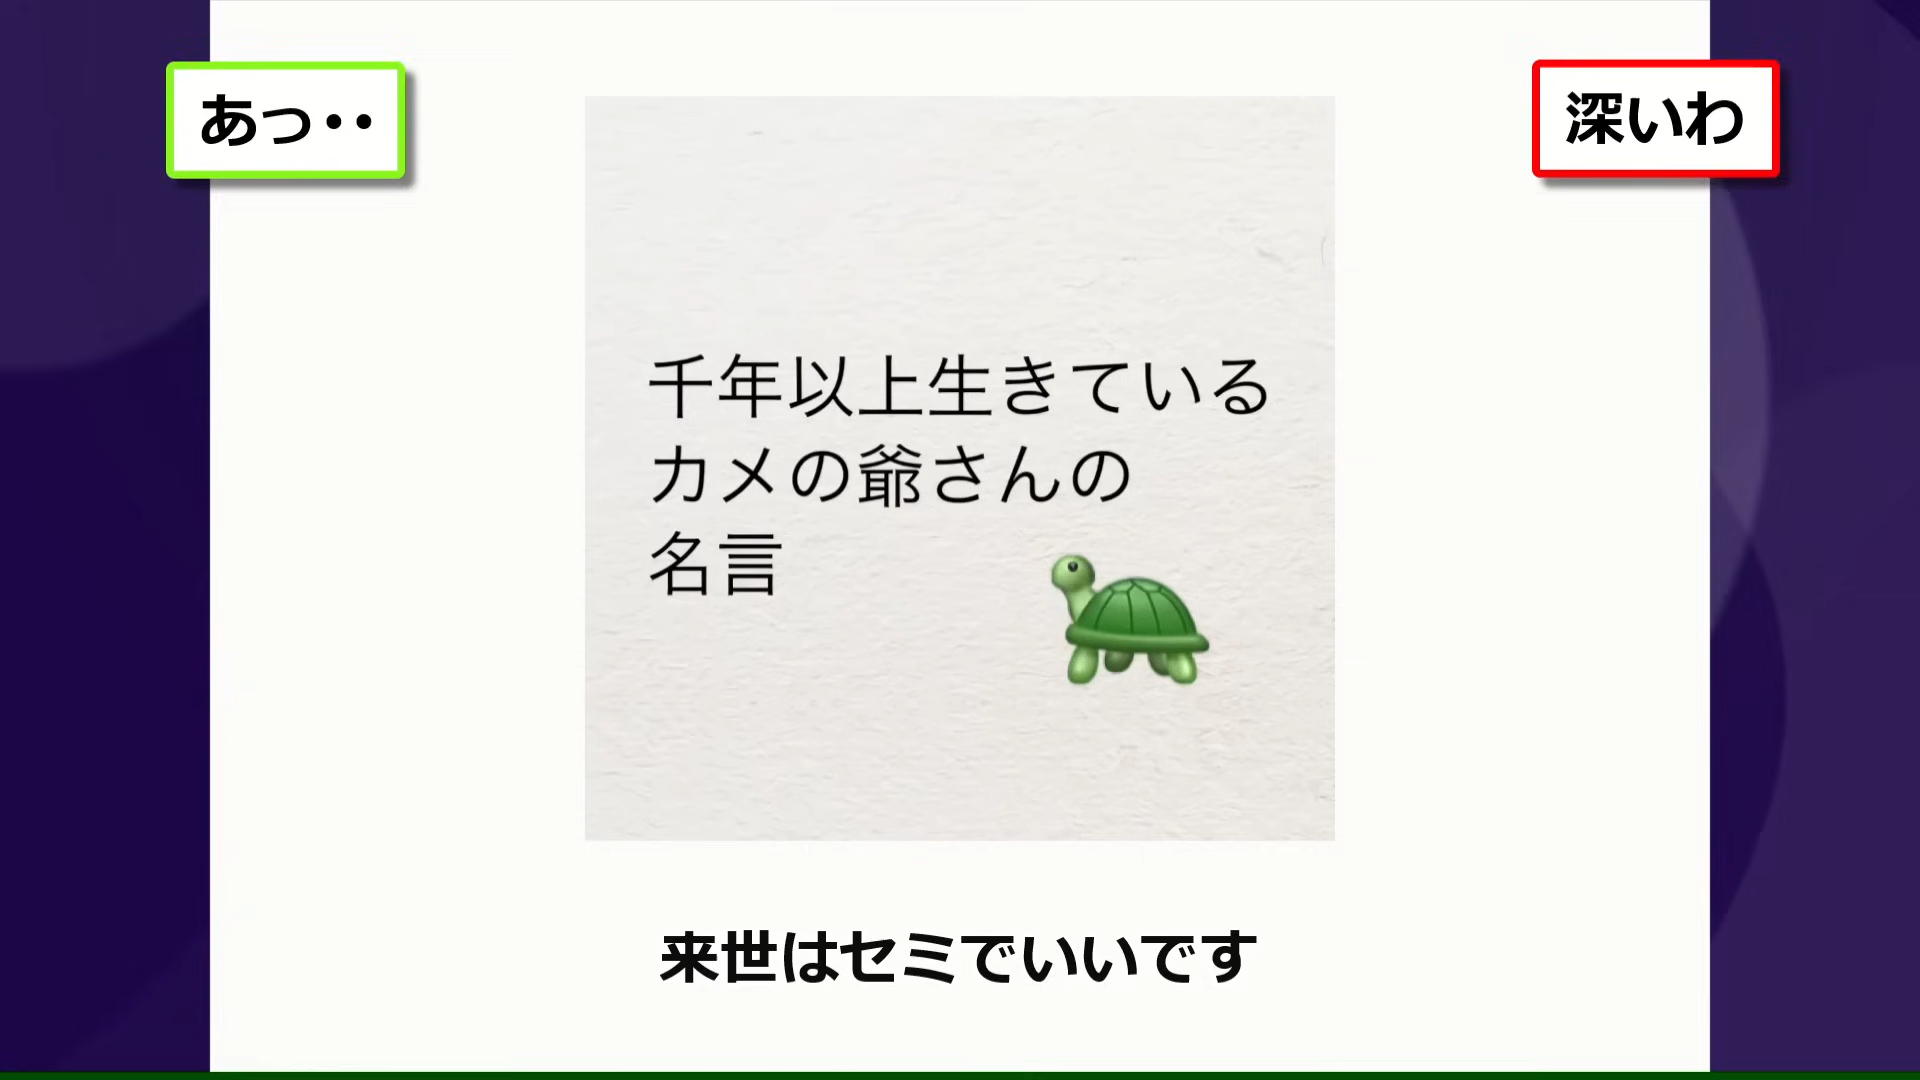 あっ・・
深いわ
千年以上生きている
カメの爺さんの
名言
来世はセミでいいです